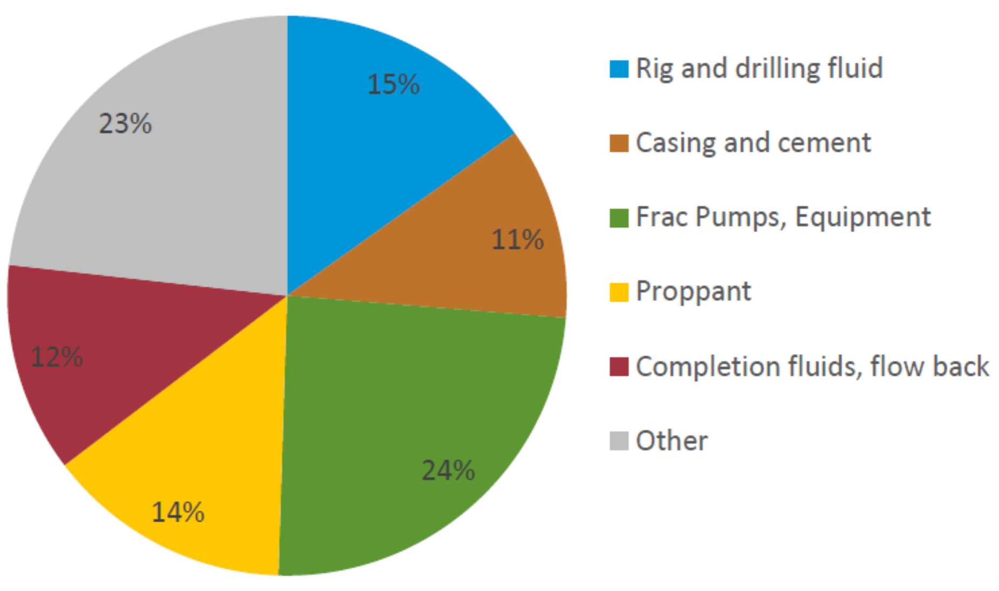 15%
11%
24%
14%
12%
23%
Rig and drilling fluid
Casing and cement
Frac Pumps, Equipment
Proppant
Completion fluids, flow back
Other